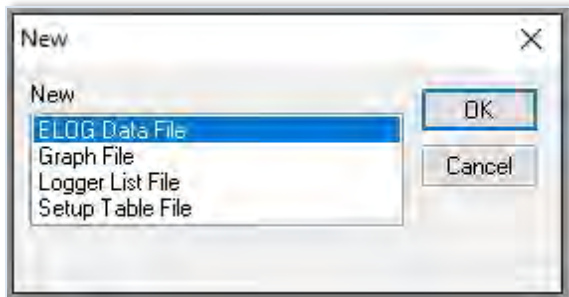 New
New
OK
ELOG Data File
Graph File
Logger List File
Setup Table File
Cancel